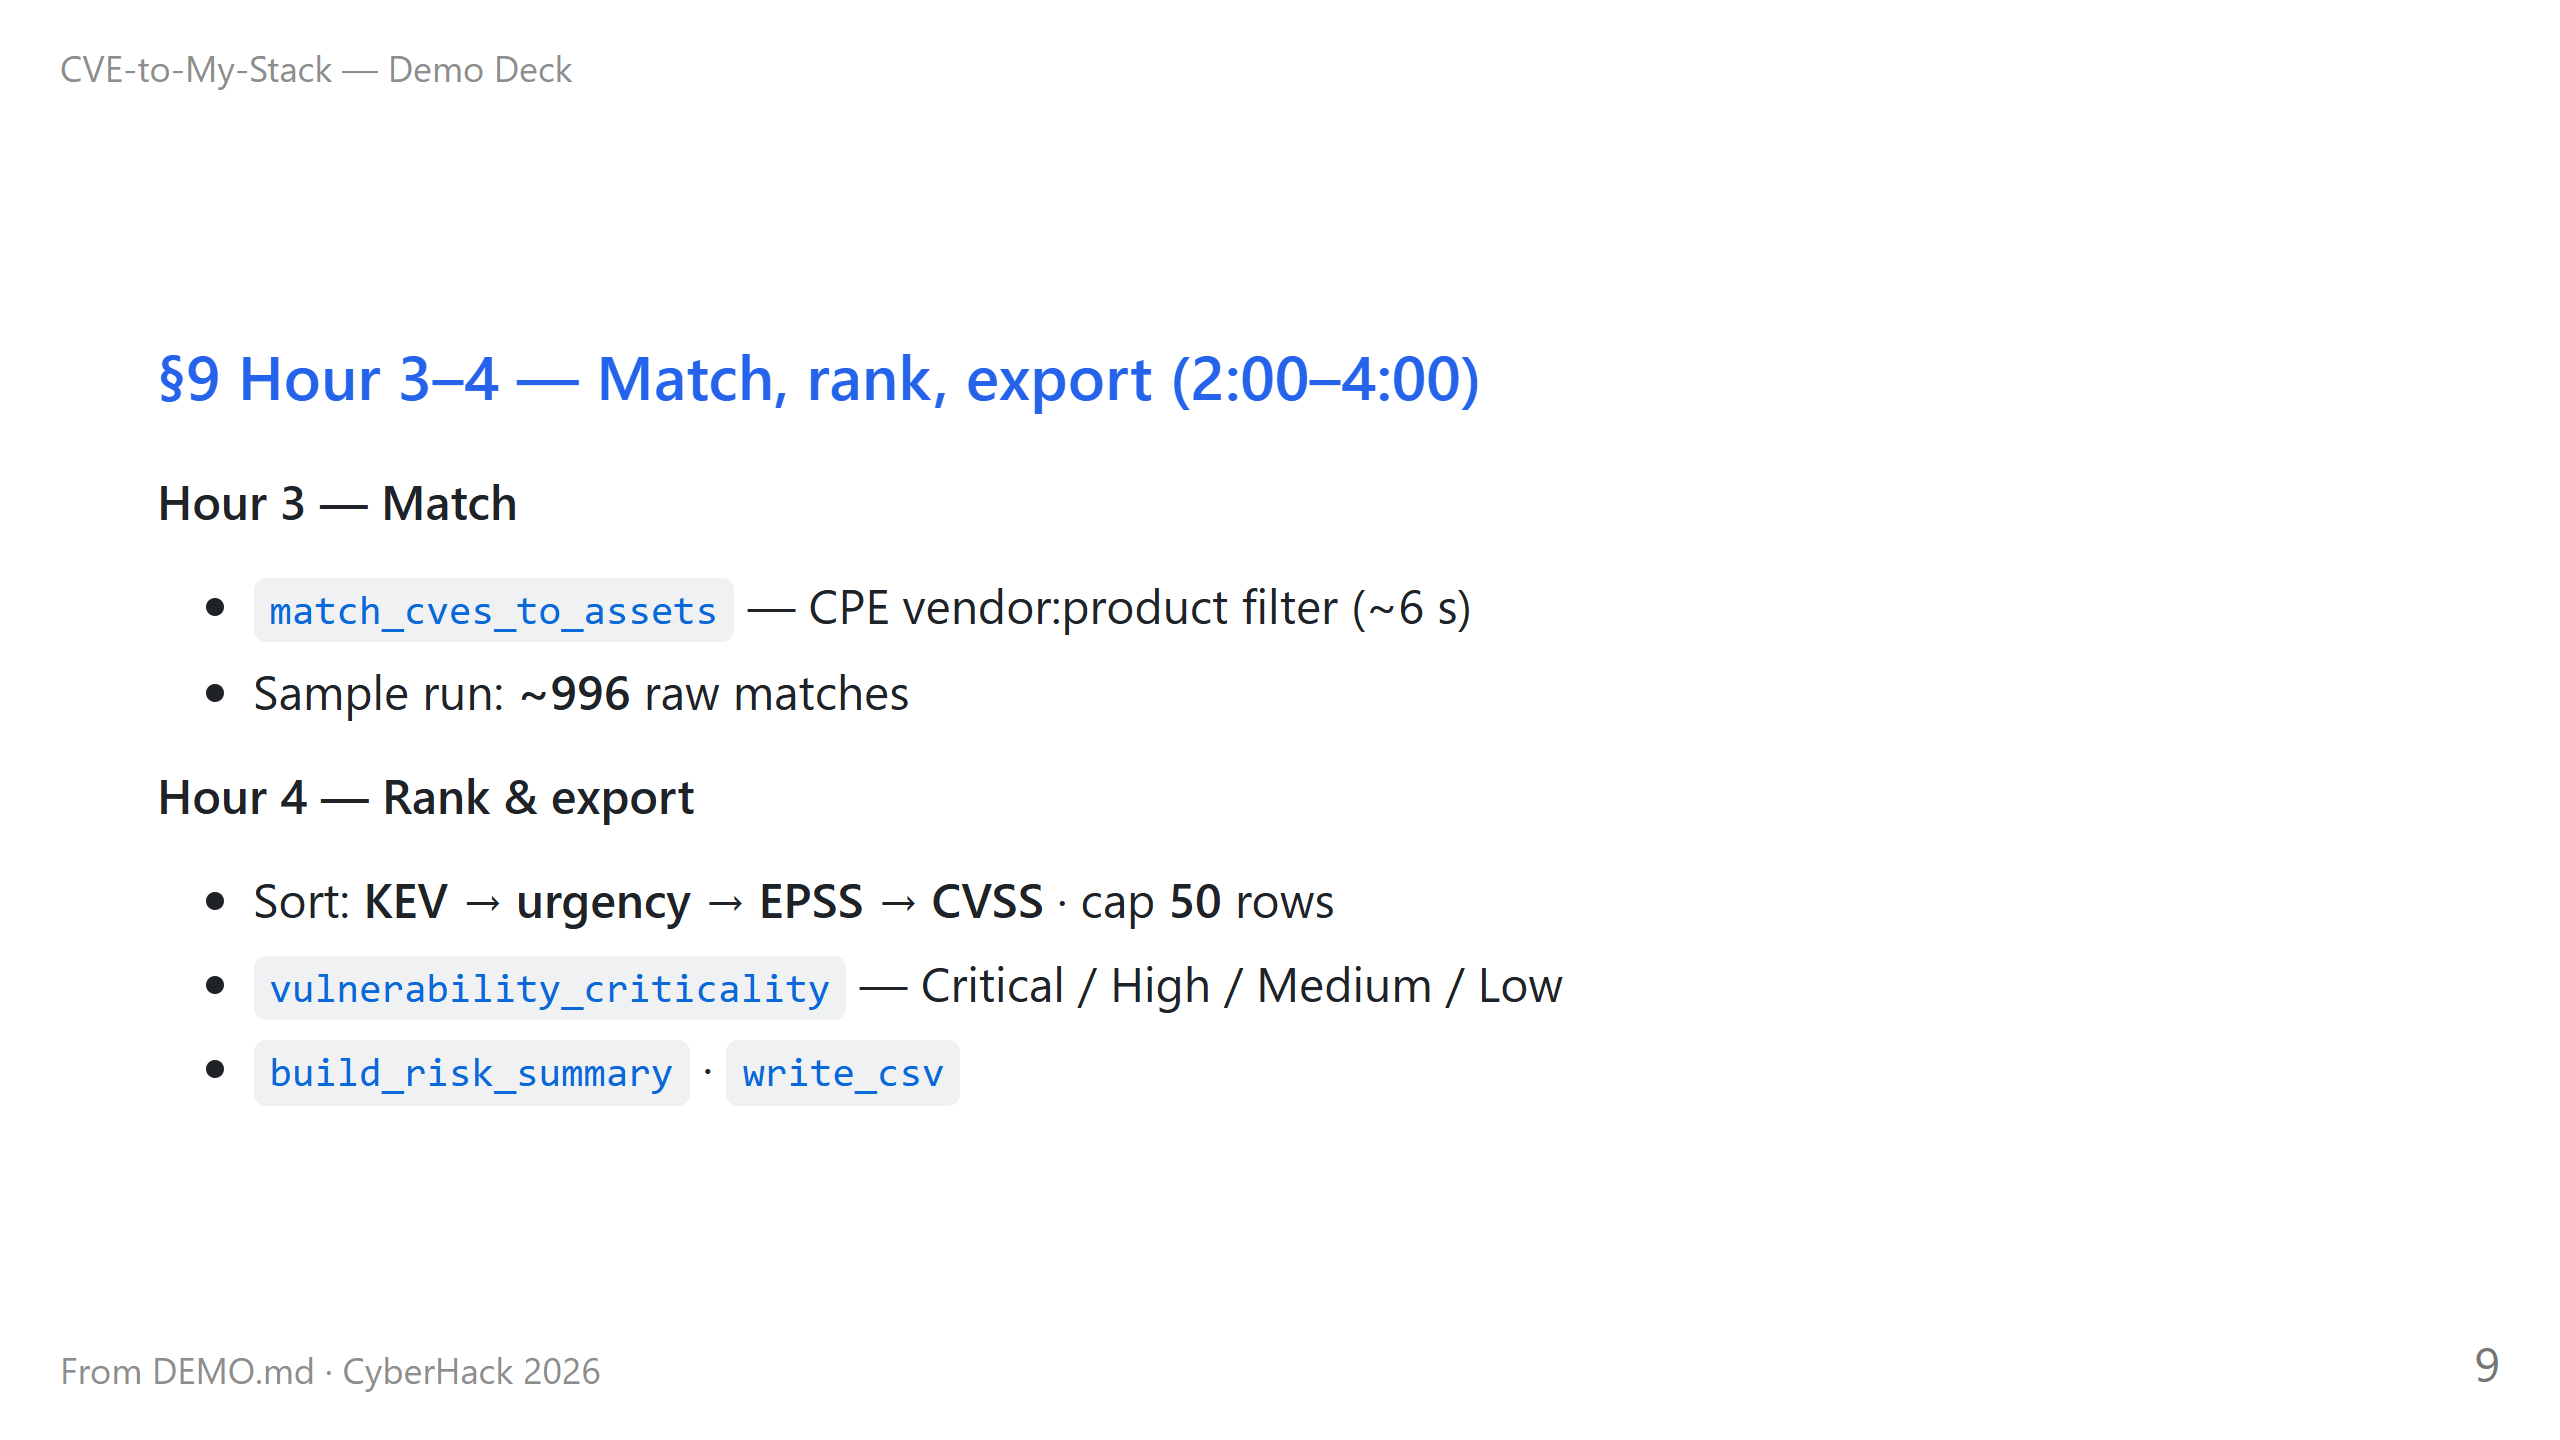 CVE-to-My-Stack — Demo Deck
§9 Hour 3–4 — Match, rank, export (2:00–4:00)
Hour 3 — Match
• match_cves_to_assets — CPE vendor:product filter (~6 s)
• Sample run: ~996 raw matches
Hour 4 — Rank & export
• Sort: KEV → urgency → EPSS → CVSS · cap 50 rows
• vulnerability_criticality — Critical / High / Medium / Low
• build_risk_summary · write_csv
From DEMO.md · CyberHack 2026
9